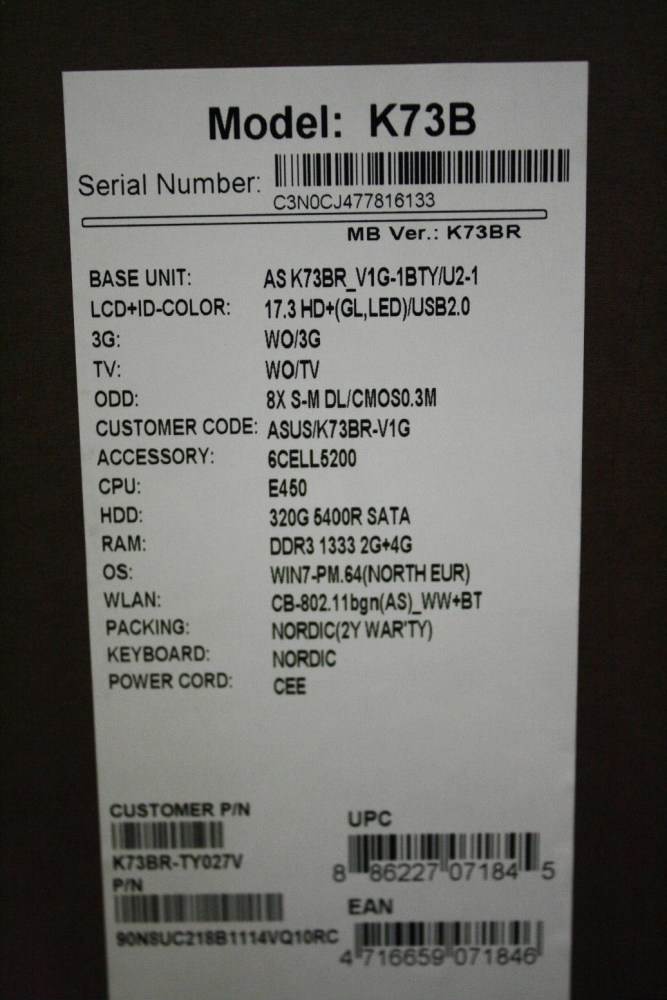 Model: K73B
Serial Number:
C3N0CJ477816133
MB Ver.: K73BR
BASE UNIT: AS K73BR_V1G-1BTY/U2-1
LCD+ID-COLOR: 17.3 HD+(GL,LED)/USB2.0
3G: WO/3G
TV: WO/TV
ODD: 8X S-M DL/CMOS0.3M
CUSTOMER CODE: ASUS/K73BR-V1G
ACCESSORY: 6CELL5200
CPU: E450
HDD: 320G 5400R SATA
RAM: DDR3 1333 2G+4G
OS: WIN7-PM.64(NORTH EUR)
WLAN: CB-802.11bgn(AS)_WW+BT
PACKING: NORDIC(2Y WAR'TY)
KEYBOARD: NORDIC
POWER CORD: CEE
CUSTOMER P/N
K73BR-TY027V
P/N
90N8UC218B1114VQ10RC
UPC
8 86227 07184 5
EAN
4 716659 071846